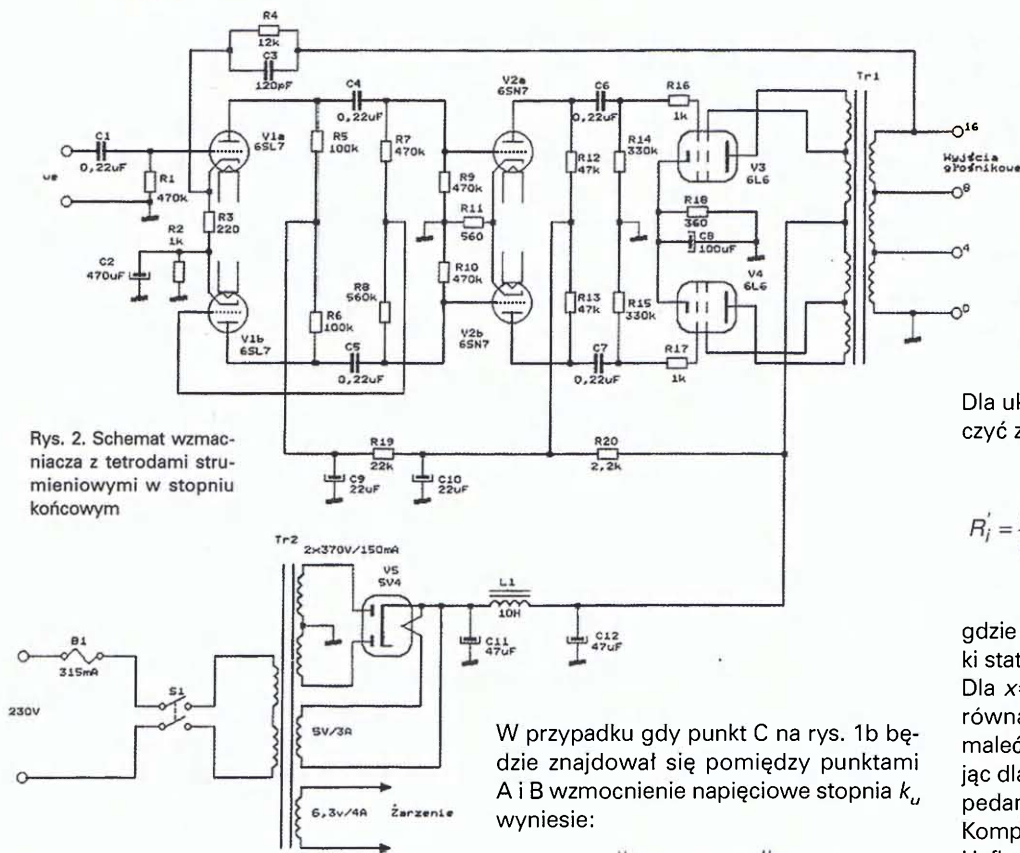 R4
12k
C3
120pF
C1
0,22uF
we
R1
470k
V1a
6SL7
R2
1k
R3
220
C2
470uF
V1b
6SL7
C4
0,22uF
R5
100k
R7
470k
R6
100k
R8
560k
C5
0,22uF
R9
470k
R11
560
R10
470k
V2a
6SN7
V2b
6SN7
C6
0,22uF
R12
47k
R14
330k
R13
47k
R15
330k
C7
0,22uF
R16
1k
R17
1k
V3
6L6
R18
360
C8
100uF
V4
6L6
Tr1
16
Wyjścia
głośnikowe
8
4
0
R19
22k
R20
2,2k
C9
22uF
C10
22uF
Rys. 2. Schemat wzmac-
niacza z tetrodami stru-
mieniowymi w stopniu
końcowym
Tr2
2x370V/150mA
V5
5V4
L1
10H
C11
47uF
C12
47uF
B1
315mA
S1
230V
5V/3A
6,3v/4A Żarzenie
W przypadku gdy punkt C na rys. 1b bę-
dzie znajdował się pomiędzy punktami
A i B wzmocnienie napięciowe stopnia ku
wyniesie:
Dla
czyć
Ri' =
gdzie
ki stat
Dla x=
równa
maleć
jąc dla
pedar
Komp